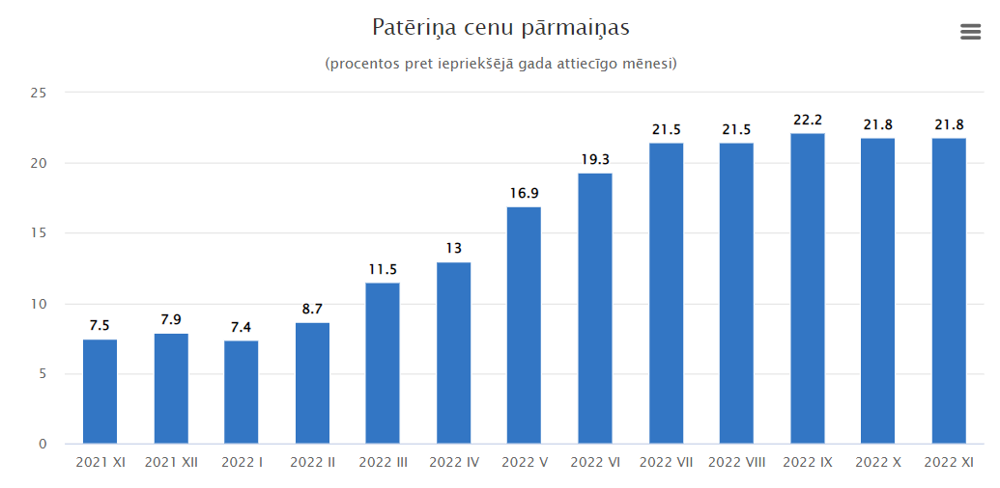 Patēriņa cenu pārmaiņas
(procentos pret iepriekšējā gada attiecīgo mēnesi)
25
20
15
10
5
0
7.5
7.9
7.4
8.7
11.5
13
16.9
19.3
21.5
21.5
22.2
21.8
21.8
2021 XI
2021 XII
2022 I
2022 II
2022 III
2022 IV
2022 V
2022 VI
2022 VII
2022 VIII
2022 IX
2022 X
2022 XI